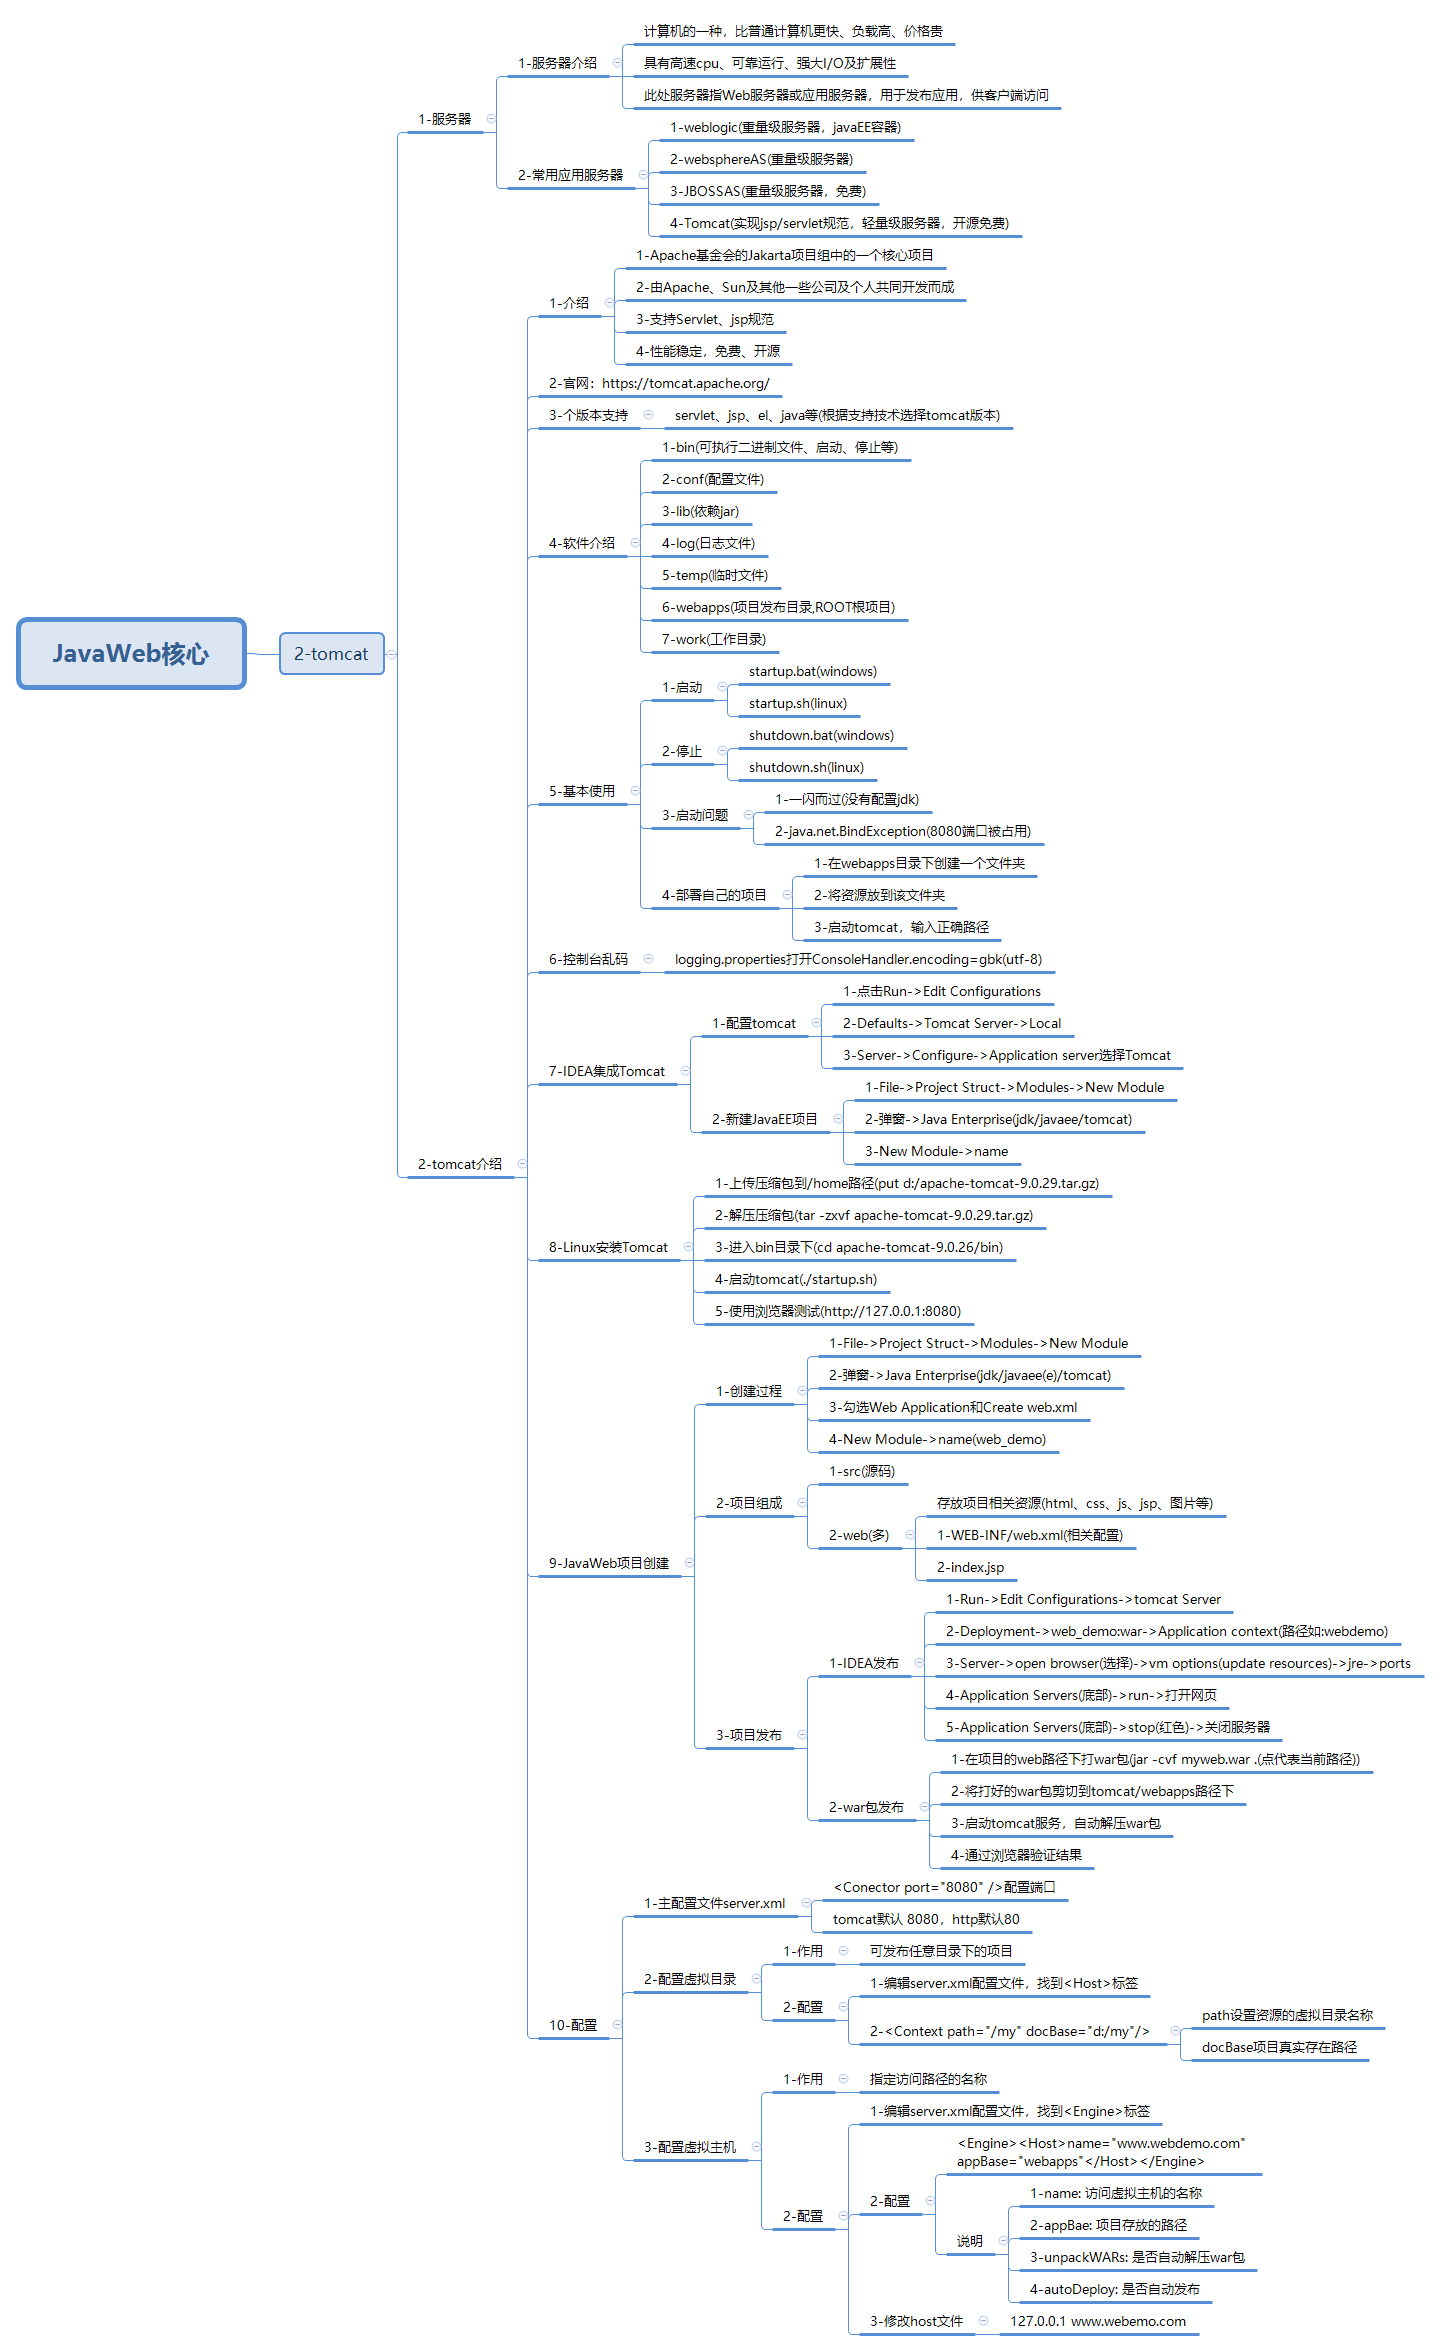 JavaWeb核心
2-tomcat
1-服务器
1-服务器介绍
计算机的一种，比普通计算机更快、负载高、价格贵
具有高速cpu、可靠运行、强大I/O及扩展性
此处服务器指Web服务器或应用服务器，用于发布应用，供客户端访问
2-常用应用服务器
1-weblogic(重量级服务器，javaEE容器)
2-websphereAS(重量级服务器)
3-JBOSSAS(重量级服务器，免费)
4-Tomcat(实现jsp/servlet规范，轻量级服务器，开源免费)
2-tomcat介绍
1-介绍
1-Apache基金会的Jakarta项目组中的一个核心项目
2-由Apache、Sun及其他一些公司及个人共同开发而成
3-支持Servlet、jsp规范
4-性能稳定，免费、开源
2-官网：https://tomcat.apache.org/
3-个版本支持
servlet、jsp、el、java等(根据支持技术选择tomcat版本)
4-软件介绍
1-bin(可执行二进制文件、启动、停止等)
2-conf(配置文件)
3-lib(依赖jar)
4-log(日志文件)
5-temp(临时文件)
6-webapps(项目发布目录,ROOT根项目)
7-work(工作目录)
5-基本使用
1-启动
startup.bat(windows)
startup.sh(linux)
2-停止
shutdown.bat(windows)
shutdown.sh(linux)
3-启动问题
1-一闪而过(没有配置jdk)
2-java.net.BindException(8080端口被占用)
4-部署自己的项目
1-在webapps目录下创建一个文件夹
2-将资源放到该文件夹
3-启动tomcat，输入正确路径
6-控制台乱码
logging.properties打开ConsoleHandler.encoding=gbk(utf-8)
7-IDEA集成Tomcat
1-配置tomcat
1-点击Run->Edit Configurations
2-Defaults->Tomcat Server->Local
3-Server->Configure->Application server选择Tomcat
2-新建JavaEE项目
1-File->Project Struct->Modules->New Module
2-弹窗->Java Enterprise(jdk/javaee/tomcat)
3-New Module->name
8-Linux安装Tomcat
1-上传压缩包到/home路径(put d:/apache-tomcat-9.0.29.tar.gz)
2-解压压缩包(tar -zxvf apache-tomcat-9.0.29.tar.gz)
3-进入bin目录下(cd apache-tomcat-9.0.26/bin)
4-启动tomcat(./startup.sh)
5-使用浏览器测试(http://127.0.0.1:8080)
9-JavaWeb项目创建
1-创建过程
1-File->Project Struct->Modules->New Module
2-弹窗->Java Enterprise(jdk/javaee(e)/tomcat)
3-勾选Web Application和Create web.xml
4-New Module->name(web_demo)
2-项目组成
1-src(源码)
2-web(多)
存放项目相关资源(html、css、js、jsp、图片等)
1-WEB-INF/web.xml(相关配置)
2-index.jsp
3-项目发布
1-IDEA发布
1-Run->Edit Configurations->tomcat Server
2-Deployment->web_demo:war->Application context(路径如:webdemo)
3-Server->open browser(选择)->vm options(update resources)->jre->ports
4-Application Servers(底部)->run->打开网页
5-Application Servers(底部)->stop(红色)->关闭服务器
2-war包发布
1-在项目的web路径下打war包(jar -cvf myweb.war .(点代表当前路径))
2-将打好的war包剪切到tomcat/webapps路径下
3-启动tomcat服务，自动解压war包
4-通过浏览器验证结果
10-配置
1-主配置文件server.xml
<Conector port="8080" />配置端口
tomcat默认 8080，http默认80
2-配置虚拟目录
1-作用
可发布任意目录下的项目
2-配置
1-编辑server.xml配置文件，找到<Host>标签
2-<Context path="/my" docBase="d:/my"/>
path设置资源的虚拟目录名称
docBase项目真实存在路径
3-配置虚拟主机
1-作用
指定访问路径的名称
2-配置
1-编辑server.xml配置文件，找到<Engine>标签
2-配置
<Engine><Host>name="www.webdemo.com"
appBase="webapps"</Host></Engine>
说明
1-name: 访问虚拟主机的名称
2-appBae: 项目存放的路径
3-unpackWARs: 是否自动解压war包
4-autoDeploy: 是否自动发布
3-修改host文件
127.0.0.1 www.webemo.com